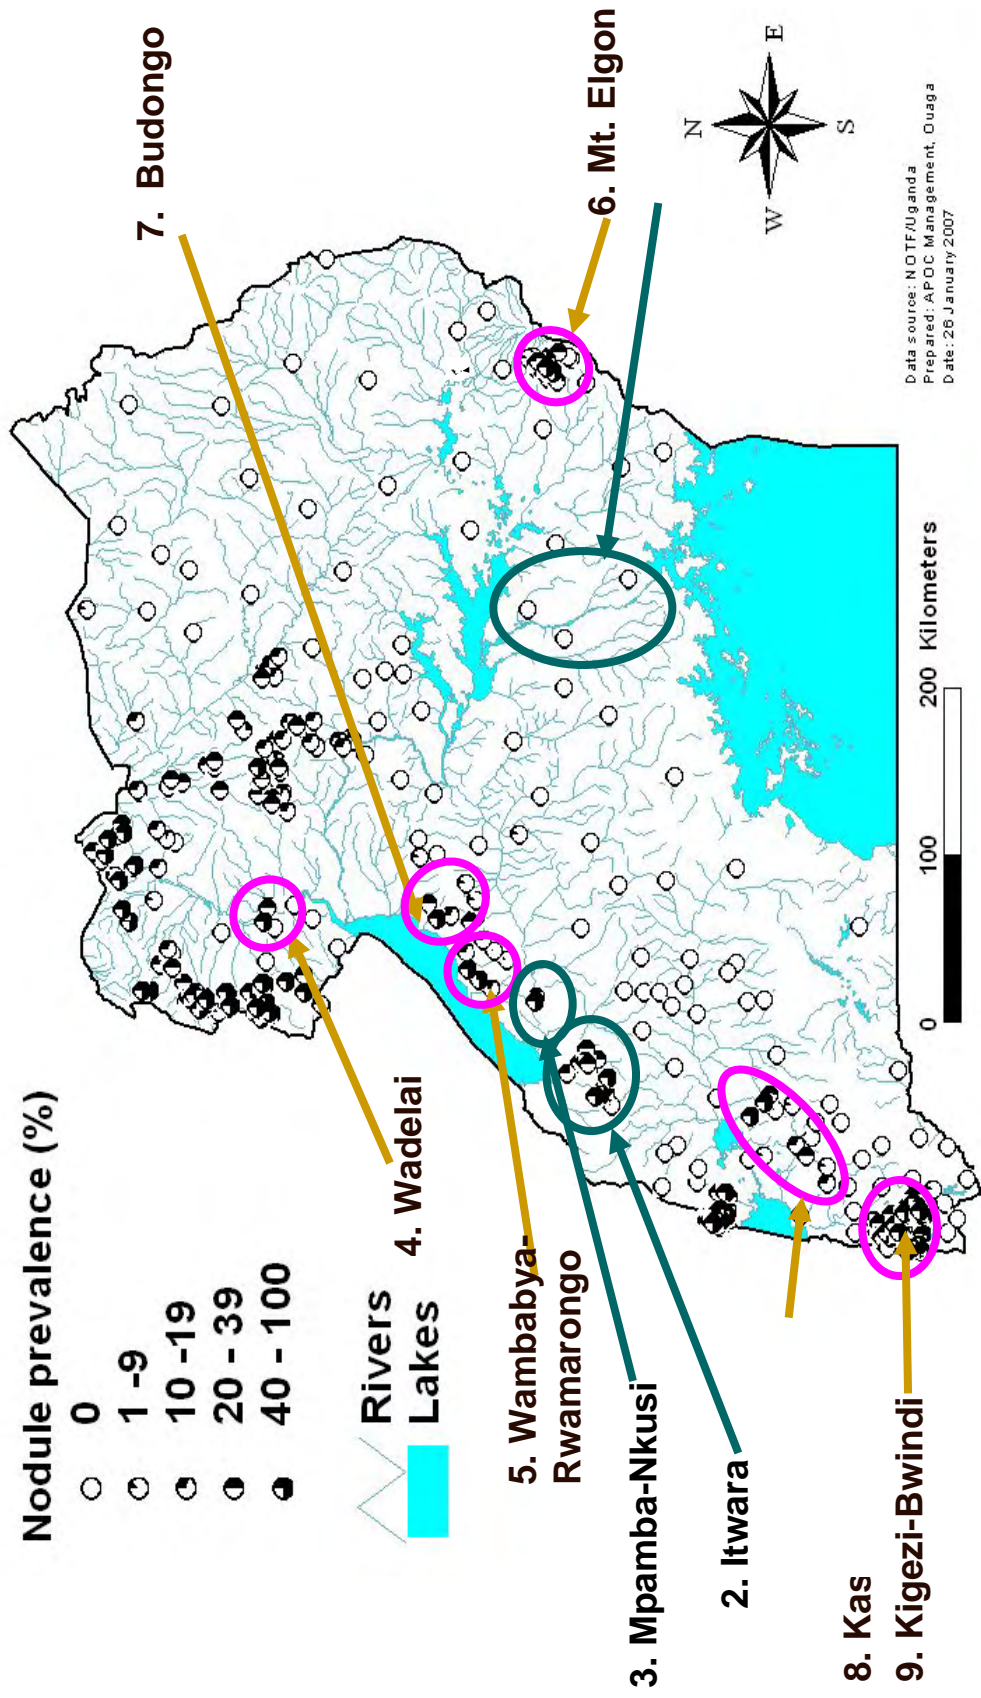 Nodule prevalence (%)
0
1 -9
10 -19
20 - 39
40 - 100
Rivers
Lakes
4. Wadelai
5. Wambabya-
Rwamarongo
3. Mpamba-Nkusi
2. Itwara
8. Kas
9. Kigezi-Bwindi
7. Budongo
6. Mt. Elgon
N
W
E
S
0
100
200 Kilometers
Data source: NOTF/Uganda
Prepared: APOC Management, Ouaga
Date: 26 January 2007